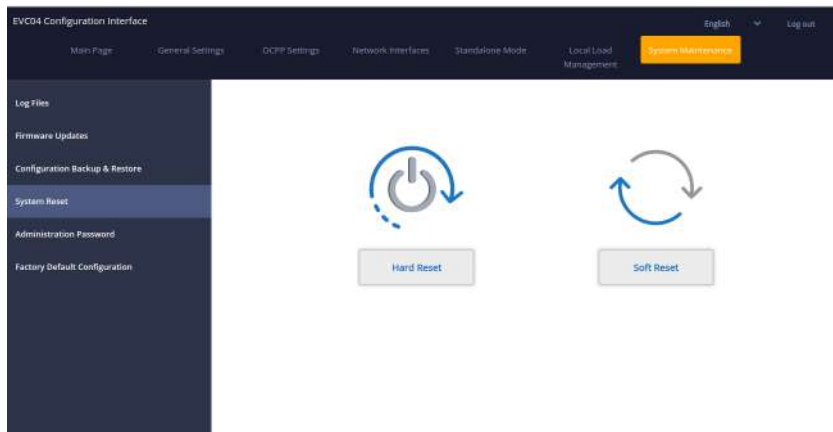 EVC04 Configuration Interface
English
Log out
Main Page
General Settings
OCPP Settings
Network Interfaces
Standalone Mode
Local Load
Management
System Maintenance
Log Files
Firmware Updates
Configuration Backup & Restore
System Reset
Administration Password
Factory Default Configuration
Hard Reset
Soft Reset